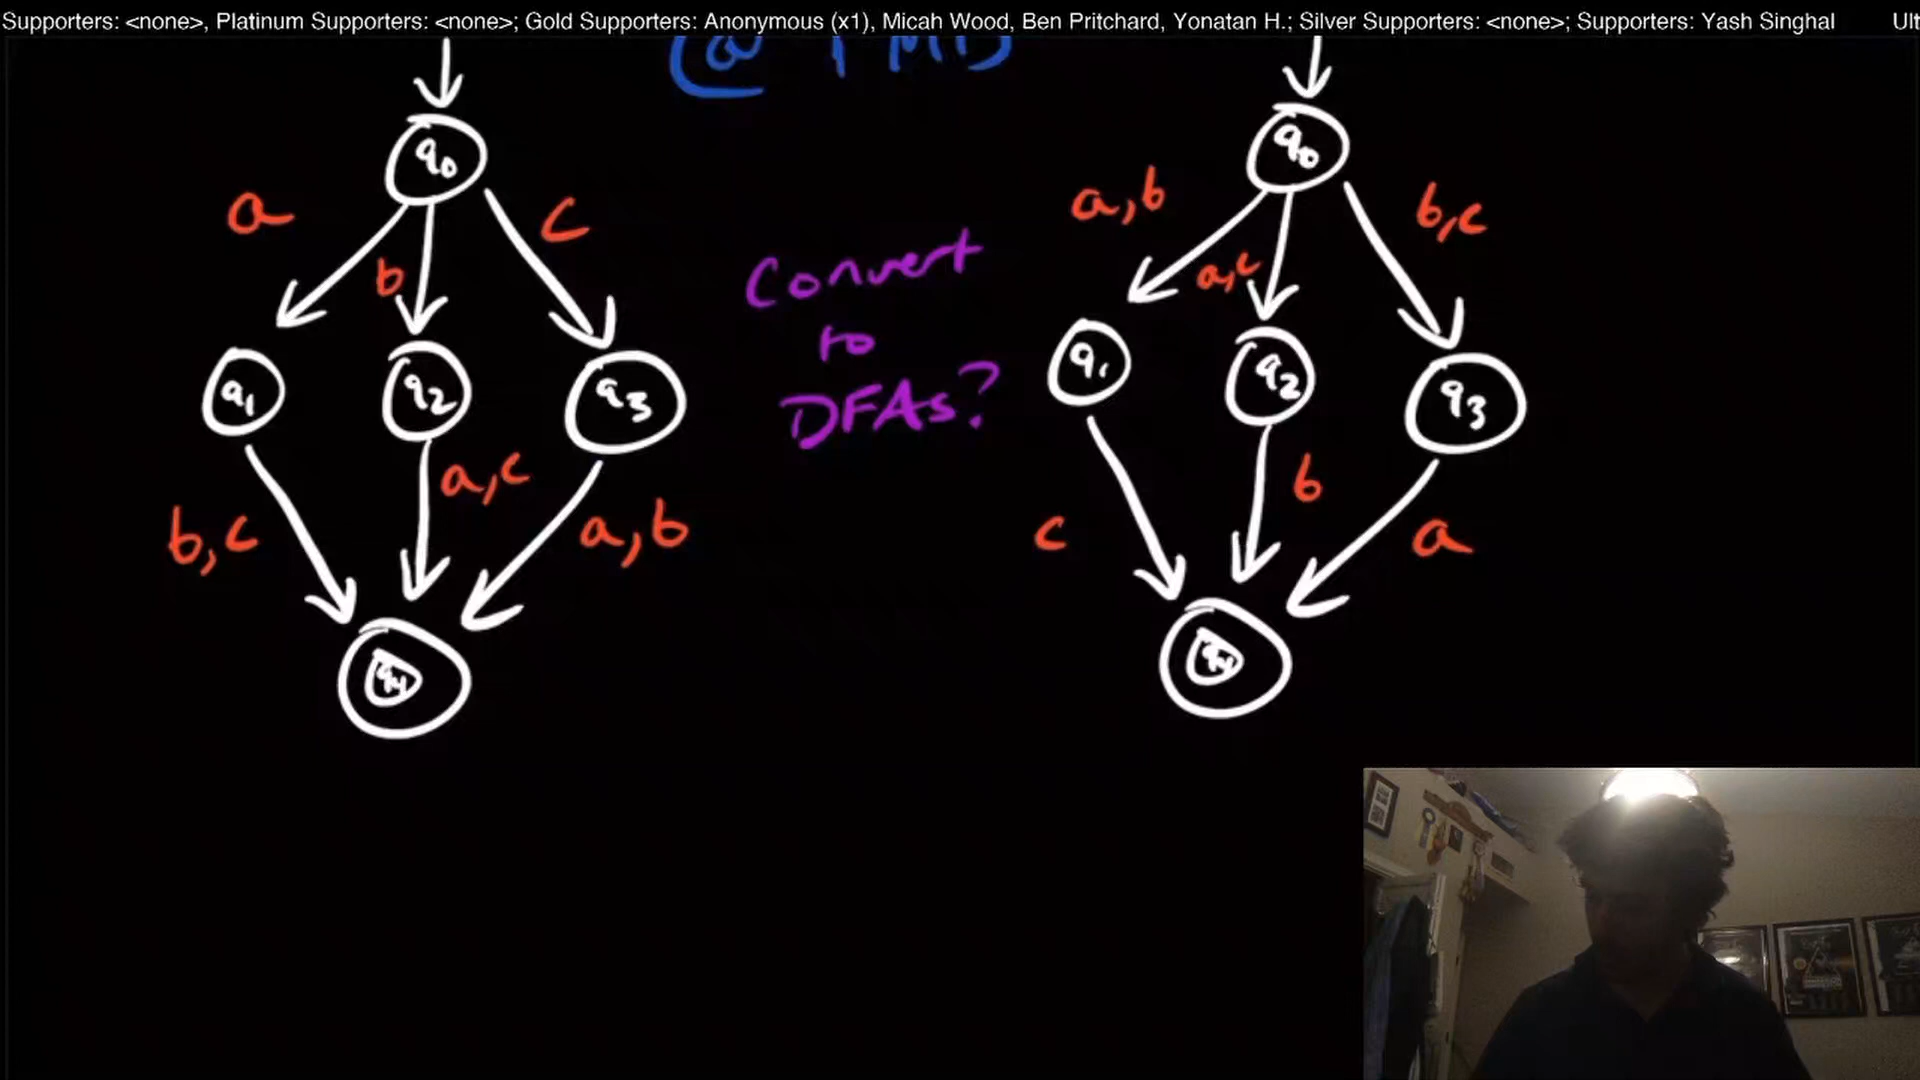 Supporters: <none>, Platinum Supporters: <none>; Gold Supporters: Anonymous (x1), Micah Wood, Ben Pritchard, Yonatan H.; Silver Supporters: <none>; Supporters: Yash Singhal Ult
q0 q0
a b c
a,b a,c b,c
Convert
to
DFAs?
q1 q2 q3
q1 q2 q3
b,c a,c a,b
c b a
q4 q4